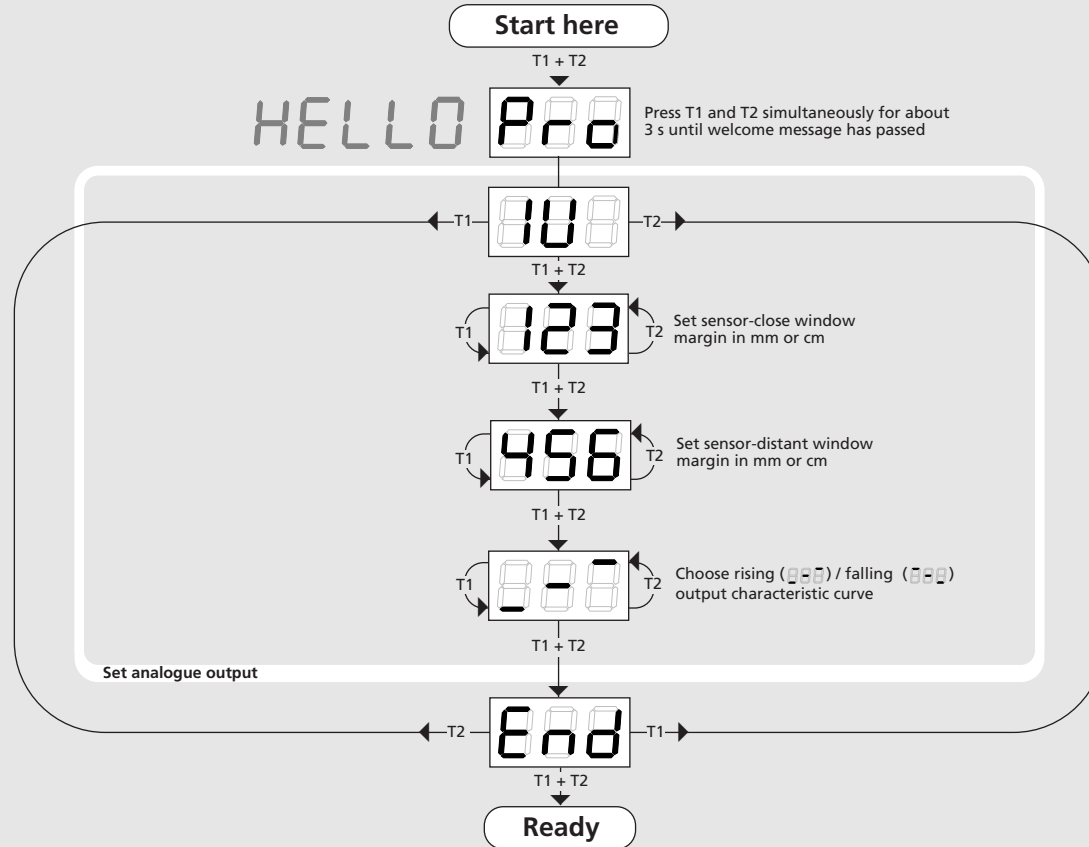 Start here
T1 + T2
HELLO Pro
Press T1 and T2 simultaneously for about
3 s until welcome message has passed
T1 IU T2
T1 + T2
T1 123 T2
Set sensor-close window
margin in mm or cm
T1 + T2
T1 456 T2
Set sensor-distant window
margin in mm or cm
T1 + T2
T1 _-¯ T2
Choose rising (_-¯) / falling (¯-_)
output characteristic curve
T1 + T2
Set analogue output
T2 End T1
T1 + T2
Ready